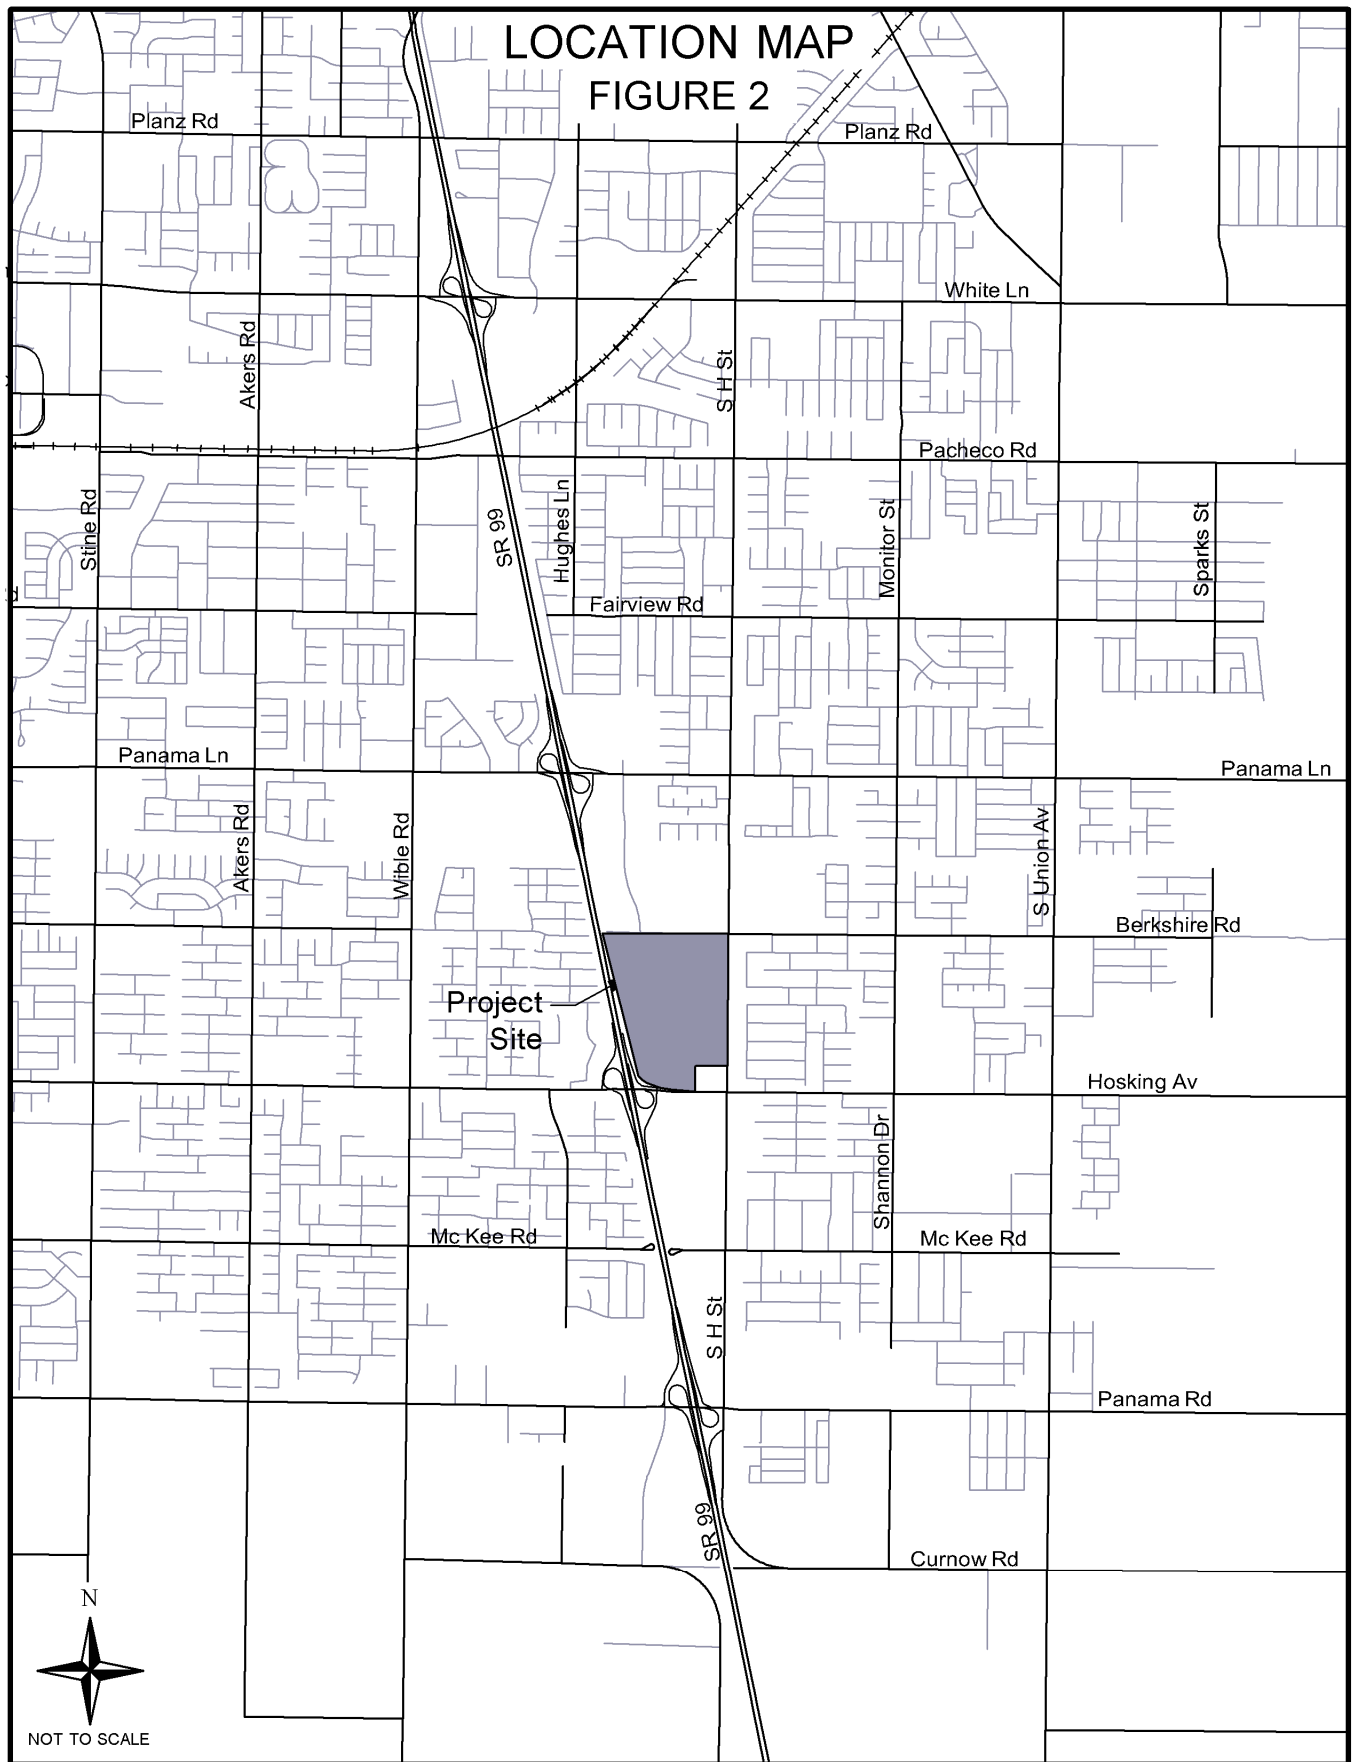 LOCATION MAP
FIGURE 2
Planz Rd
Planz Rd
White Ln
Akers Rd
S H St
Pacheco Rd
Stine Rd
SR 99
Hughes Ln
Monitor St
Sparks St
Fairview Rd
Panama Ln
Panama Ln
Akers Rd
Wible Rd
S Union Av
Berkshire Rd
Project
Site
Hosking Av
Shannon Dr
Mc Kee Rd
Mc Kee Rd
S H St
Panama Rd
SR 99
Curnow Rd
N
NOT TO SCALE